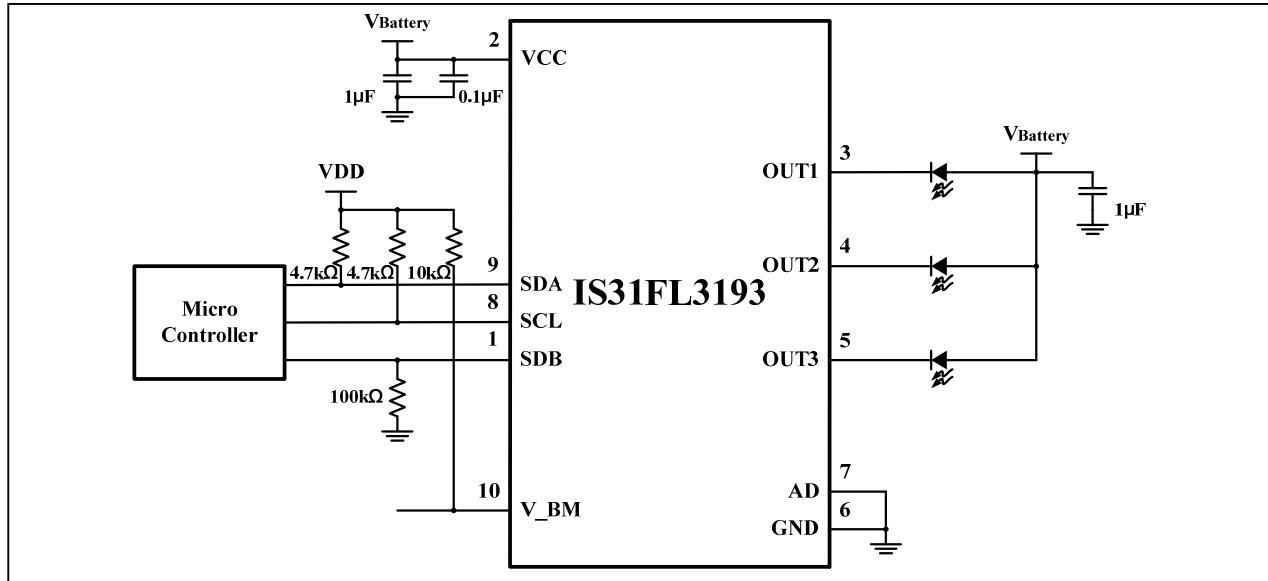 VBattery
2
VCC
1µF
0.1µF
VDD
4.7kΩ
4.7kΩ
10kΩ
Micro
Controller
9
SDA
8
SCL
1
SDB
100kΩ
10
V_BM
IS31FL3193
VBattery
3
OUT1
1µF
4
OUT2
5
OUT3
7
AD
6
GND